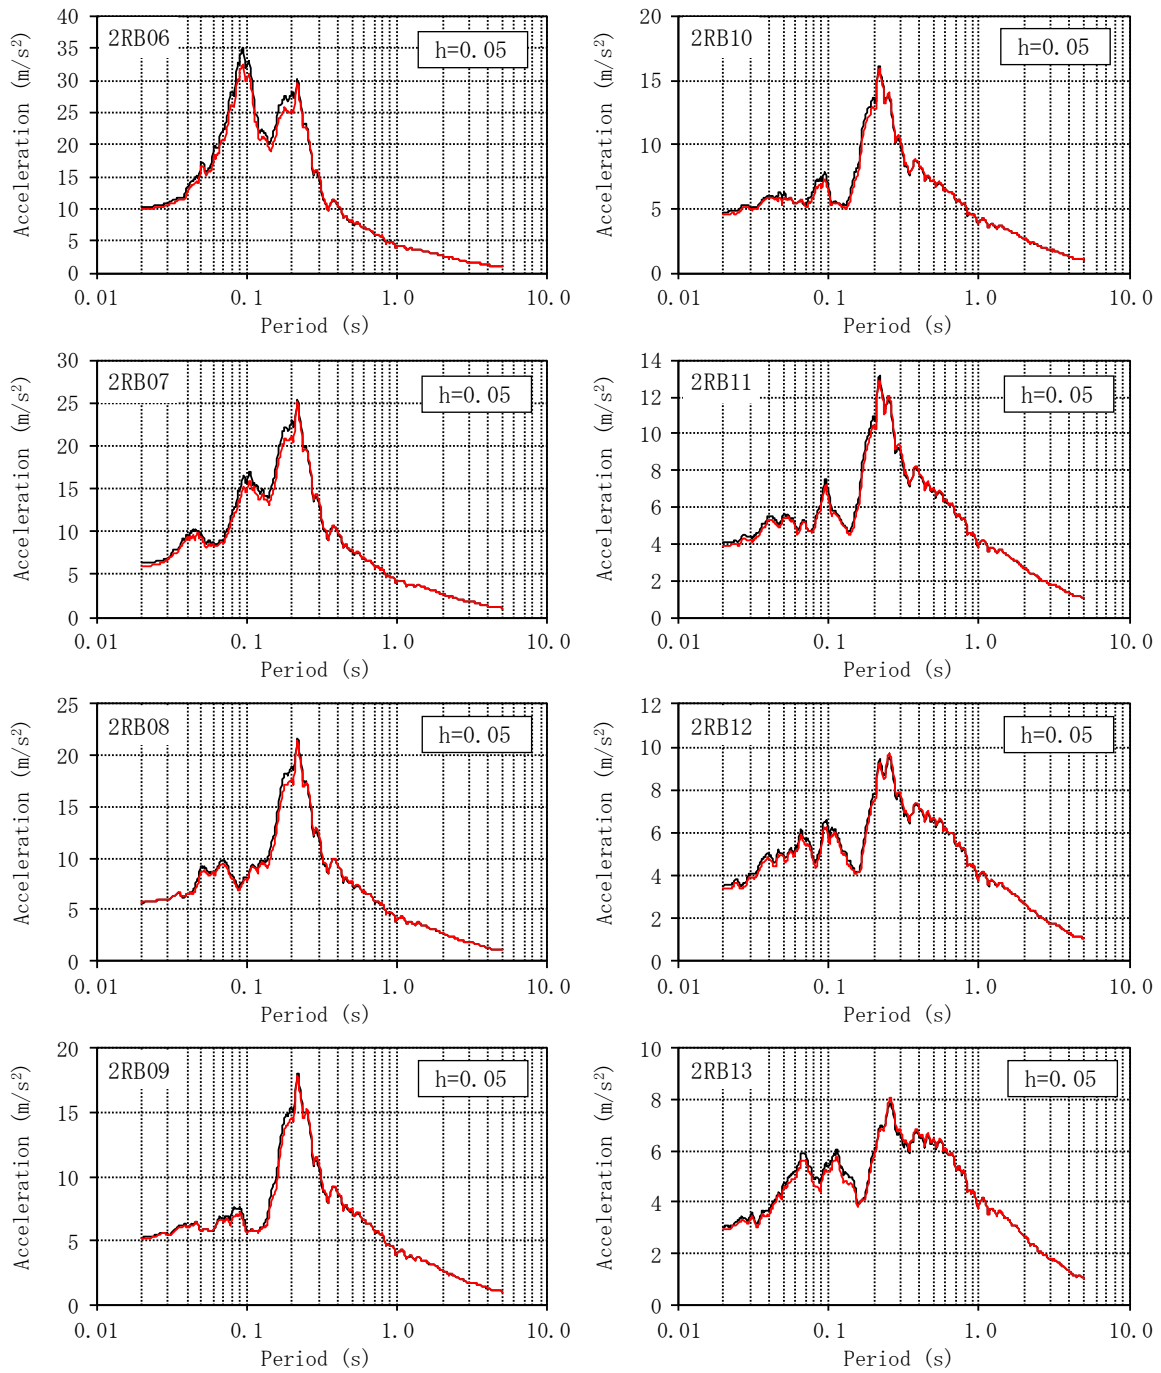 2RB06
h=0.05
Acceleration (m/s²)
40
35
30
25
20
15
10
5
0
0.01
0.1
1.0
10.0
Period (s)
2RB10
h=0.05
Acceleration (m/s²)
20
15
10
5
0
0.01
0.1
1.0
10.0
Period (s)
2RB07
h=0.05
Acceleration (m/s²)
30
25
20
15
10
5
0
0.01
0.1
1.0
10.0
Period (s)
2RB11
h=0.05
Acceleration (m/s²)
14
12
10
8
6
4
2
0
0.01
0.1
1.0
10.0
Period (s)
2RB08
h=0.05
Acceleration (m/s²)
25
20
15
10
5
0
0.01
0.1
1.0
10.0
Period (s)
2RB12
h=0.05
Acceleration (m/s²)
12
10
8
6
4
2
0
0.01
0.1
1.0
10.0
Period (s)
2RB09
h=0.05
Acceleration (m/s²)
20
15
10
5
0
0.01
0.1
1.0
10.0
Period (s)
2RB13
h=0.05
Acceleration (m/s²)
10
8
6
4
2
0
0.01
0.1
1.0
10.0
Period (s)